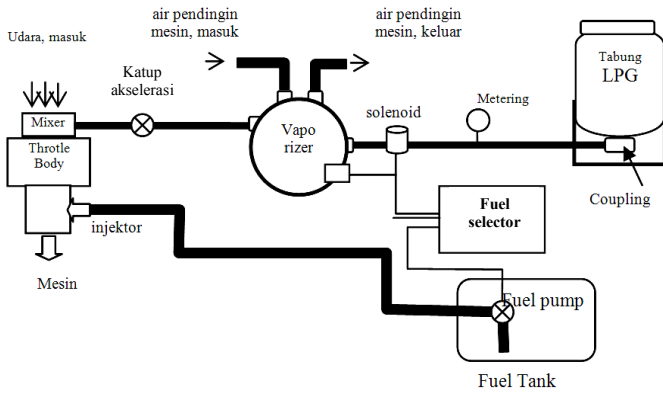 air pendingin
mesin, masuk
air pendingin
mesin, keluar
Udara, masuk
Katup
akselerasi
Tabung
LPG
Metering
solenoid
Mixer
Vapo
rizer
Throtle
Body
Coupling
Fuel
selector
injektor
Mesin
Fuel pump
Fuel Tank